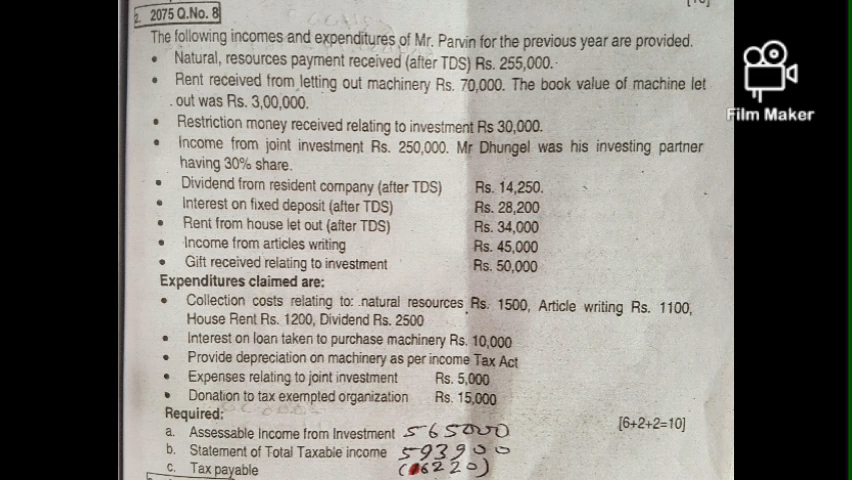 2. 2075 Q.No. 8
The following incomes and expenditures of Mr. Parvin for the previous year are provided.
• Natural, resources payment received (after TDS) Rs. 255,000.
• Rent received from letting out machinery Rs. 70,000. The book value of machine let
out was Rs. 3,00,000.
• Restriction money received relating to investment Rs 30,000.
• Income from joint investment Rs. 250,000. Mr Dhungel was his investing partner
having 30% share.
• Dividend from resident company (after TDS) Rs. 14,250.
• Interest on fixed deposit (after TDS) Rs. 28,200
• Rent from house let out (after TDS) Rs. 34,000
• Income from articles writing Rs. 45,000
• Gift received relating to investment Rs. 50,000
Expenditures claimed are:
• Collection costs relating to: natural resources Rs. 1500, Article writing Rs. 1100,
House Rent Rs. 1200, Dividend Rs. 2500
• Interest on loan taken to purchase machinery Rs. 10,000
• Provide depreciation on machinery as per income Tax Act
• Expenses relating to joint investment Rs. 5,000
• Donation to tax exempted organization Rs. 15,000
Required: [6+2+2=10]
a. Assessable Income from Investment 565000
b. Statement of Total Taxable income 593900
c. Tax payable (16220)
Film Maker